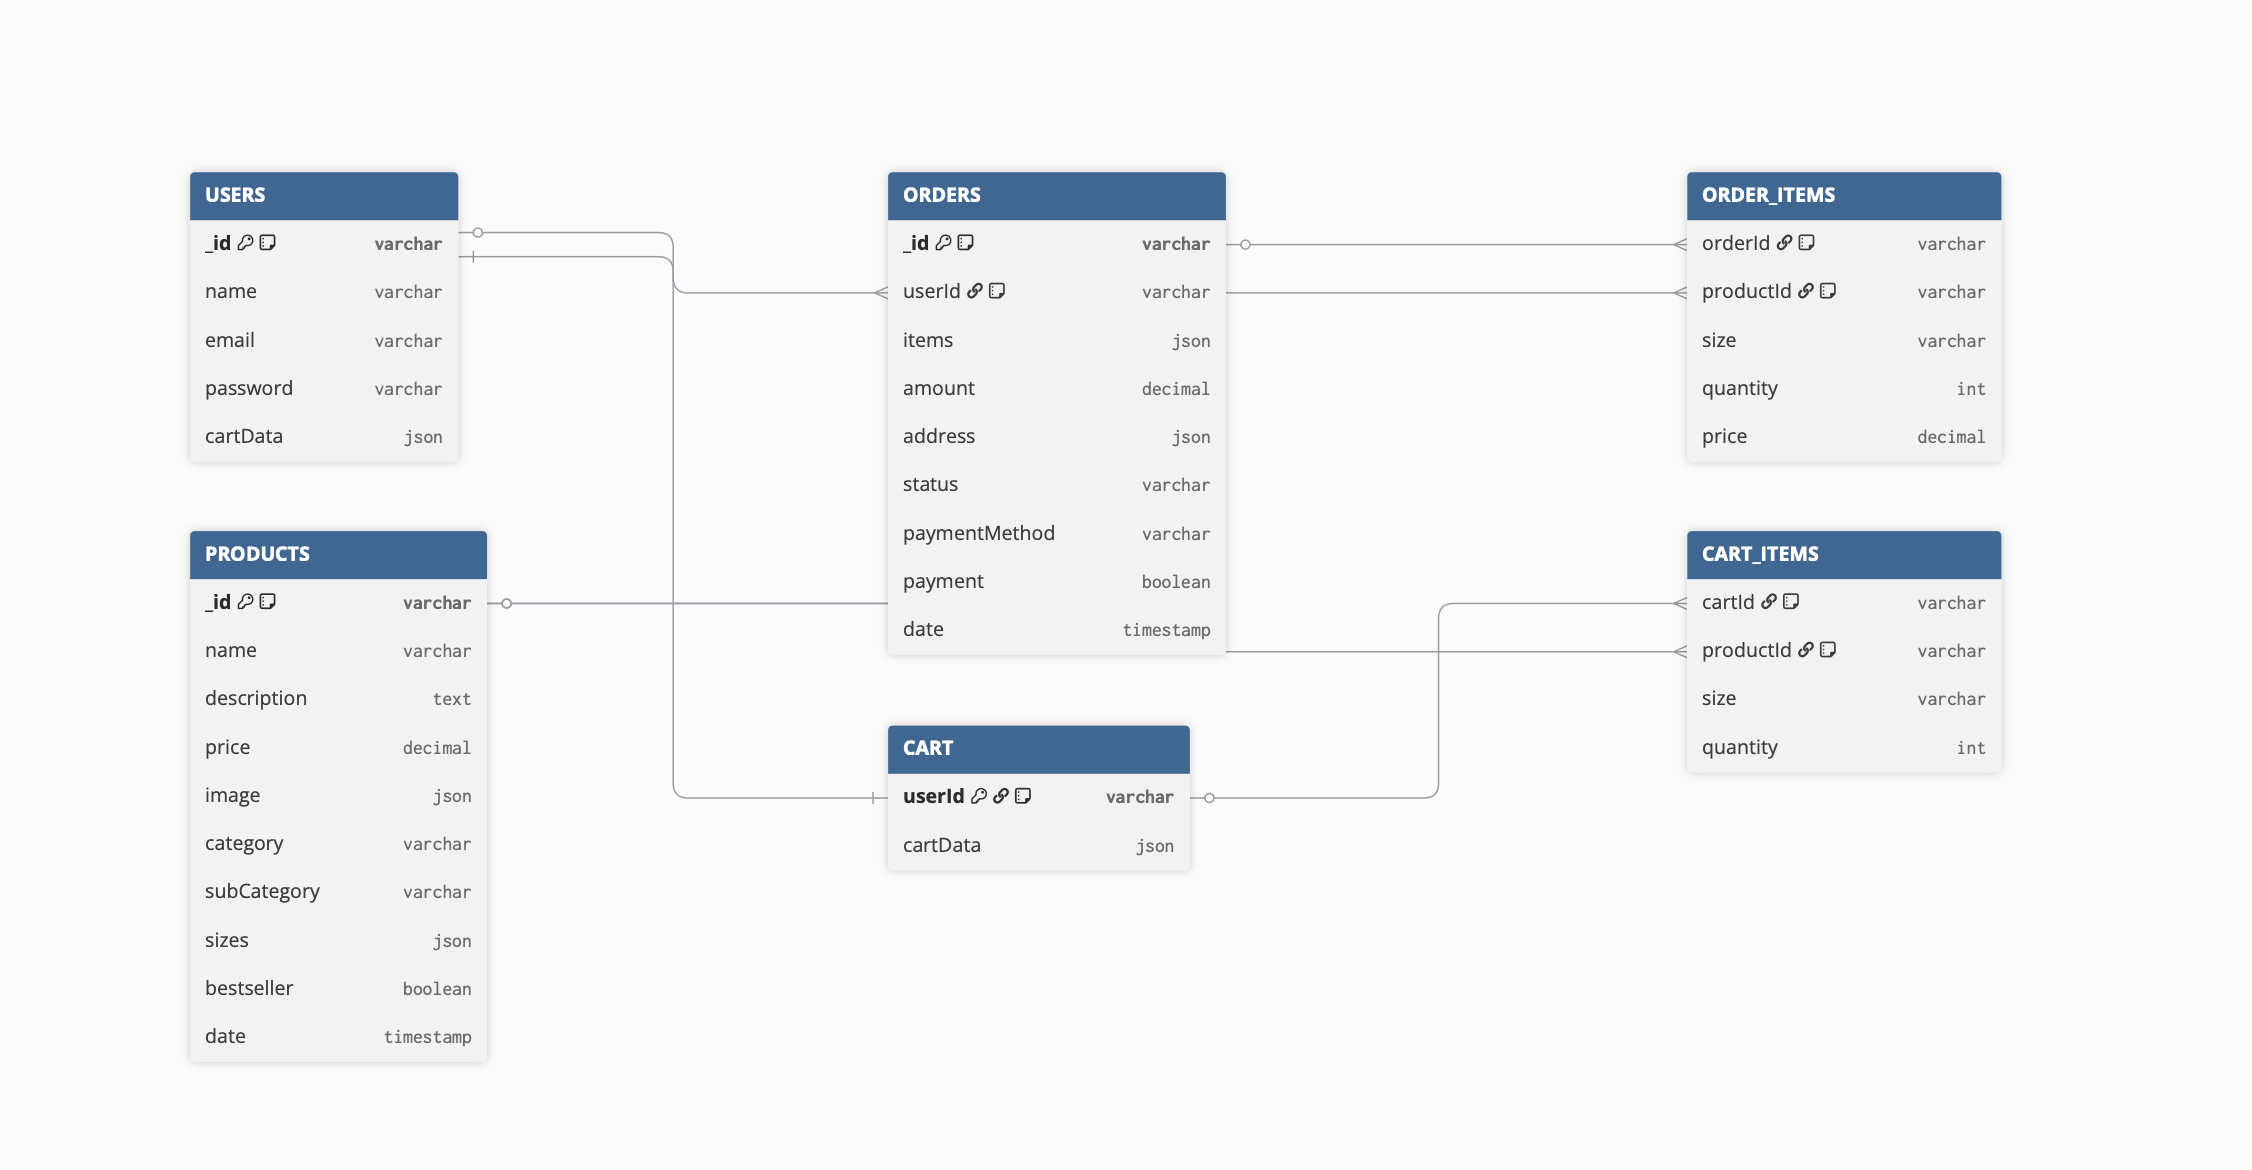 USERS
_id varchar
name varchar
email varchar
password varchar
cartData json
PRODUCTS
_id varchar
name varchar
description text
price decimal
image json
category varchar
subCategory varchar
sizes json
bestseller boolean
date timestamp
ORDERS
_id varchar
userId varchar
items json
amount decimal
address json
status varchar
paymentMethod varchar
payment boolean
date timestamp
CART
userId varchar
cartData json
ORDER_ITEMS
orderId varchar
productId varchar
size varchar
quantity int
price decimal
CART_ITEMS
cartId varchar
productId varchar
size varchar
quantity int